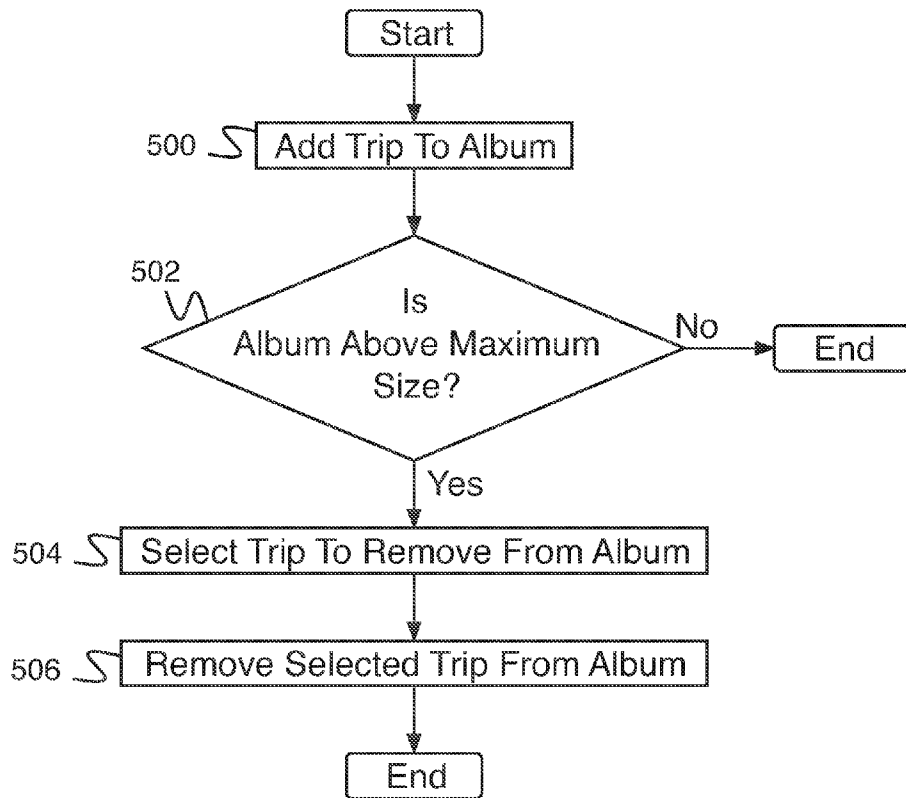 Start
500
Add Trip To Album
502
Is
Album Above Maximum
Size?
No
End
Yes
504
Select Trip To Remove From Album
506
Remove Selected Trip From Album
End